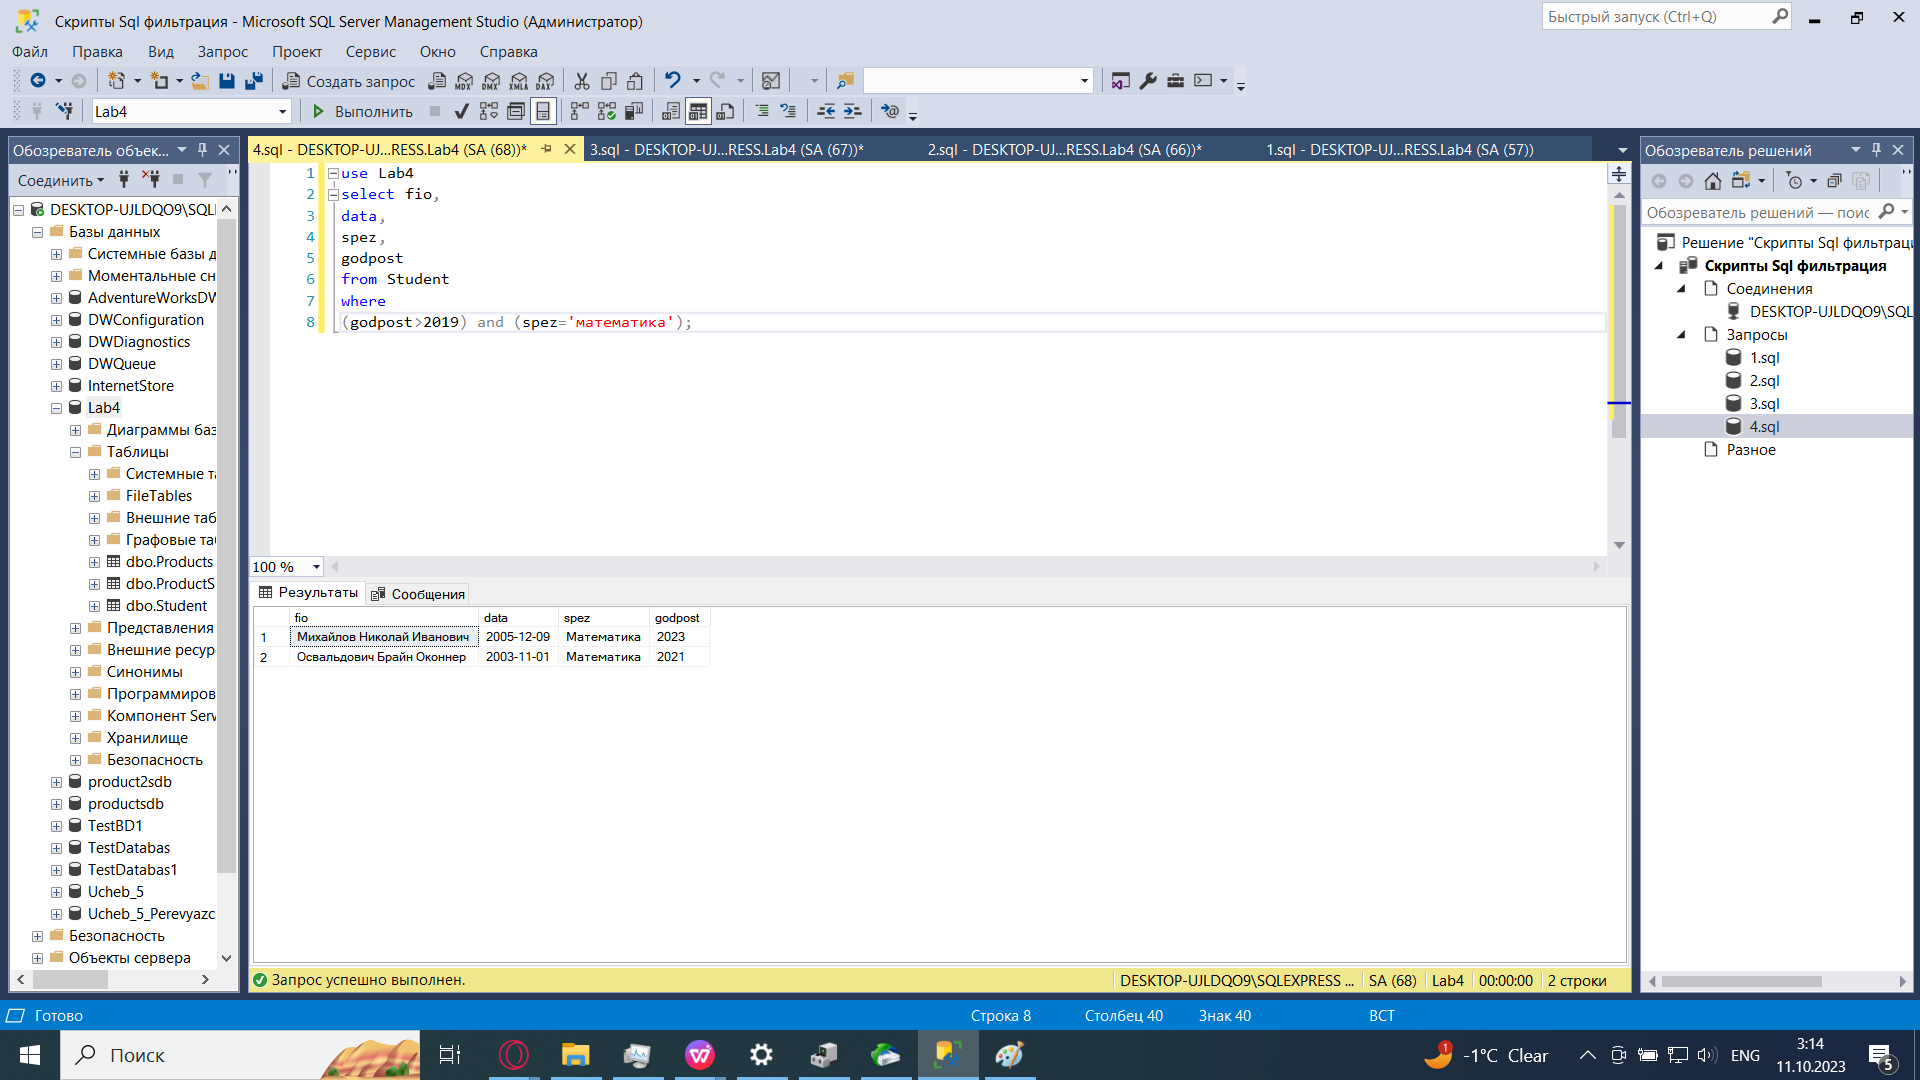 Скрипты Sql фильтрация - Microsoft SQL Server Management Studio (Администратор)
Быстрый запуск (Ctrl+Q)
Файл Правка Вид Запрос Проект Сервис Окно Справка
Создать запрос MDX DMX XMLA DAX
Lab4 Выполнить
Обозреватель объек...
Соединить
DESKTOP-UJLDQO9\SQLI
Базы данных
Системные базы д
Моментальные сн
AdventureWorksDW
DWConfiguration
DWDiagnostics
DWQueue
InternetStore
Lab4
Диаграммы баз
Таблицы
Системные та
FileTables
Внешние таб
Графовые та
dbo.Products
dbo.ProductS
dbo.Student
Представления
Внешние ресур
Синонимы
Программиров
Компонент Serv
Хранилище
Безопасность
product2sdb
productsdb
TestBD1
TestDatabas
TestDatabas1
Ucheb_5
Ucheb_5_Perevyazc
Безопасность
Объекты сервера
4.sql - DESKTOP-UJ...RESS.Lab4 (SA (68))* 3.sql - DESKTOP-UJ...RESS.Lab4 (SA (67))* 2.sql - DESKTOP-UJ...RESS.Lab4 (SA (66))* 1.sql - DESKTOP-UJ...RESS.Lab4 (SA (57))
1 use Lab4
2 select fio,
3 data,
4 spez,
5 godpost
6 from Student
7 where
8 (godpost>2019) and (spez='математика');
100 %
Результаты Сообщения
fio data spez godpost
1 Михайлов Николай Иванович 2005-12-09 Математика 2023
2 Освальдович Брайн Оконнер 2003-11-01 Математика 2021
Запрос успешно выполнен. DESKTOP-UJLDQO9\SQLEXPRESS ... SA (68) Lab4 00:00:00 2 строки
Обозреватель решений
Обозреватель решений — поис
Решение "Скрипты Sql фильтраци
Скрипты Sql фильтрация
Соединения
DESKTOP-UJLDQO9\SQL
Запросы
1.sql
2.sql
3.sql
4.sql
Разное
Готово Строка 8 Столбец 40 Знак 40 ВСТ
Поиск 1 -1°C Clear ENG 3:14
11.10.2023
5